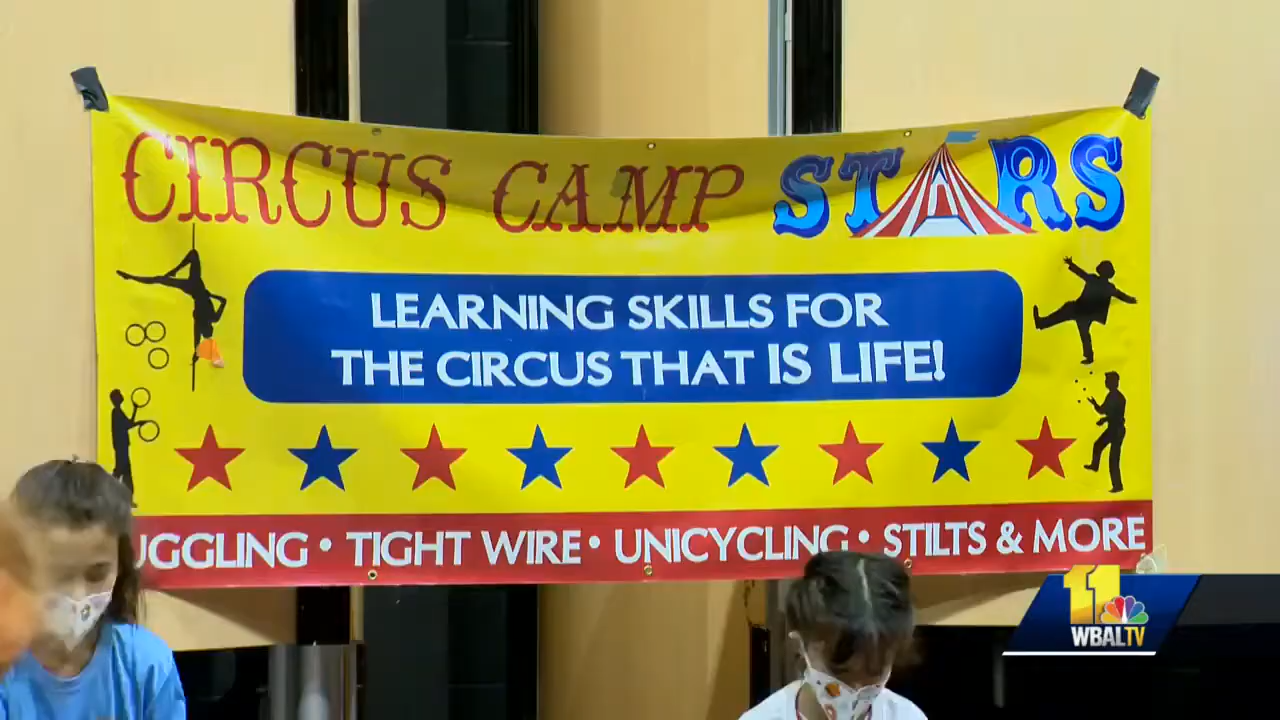 CIRCUS CAMP STARS
LEARNING SKILLS FOR
THE CIRCUS THAT IS LIFE!
UGGLING • TIGHT WIRE • UNICYCLING • STILTS & MORE
11
WBALTV